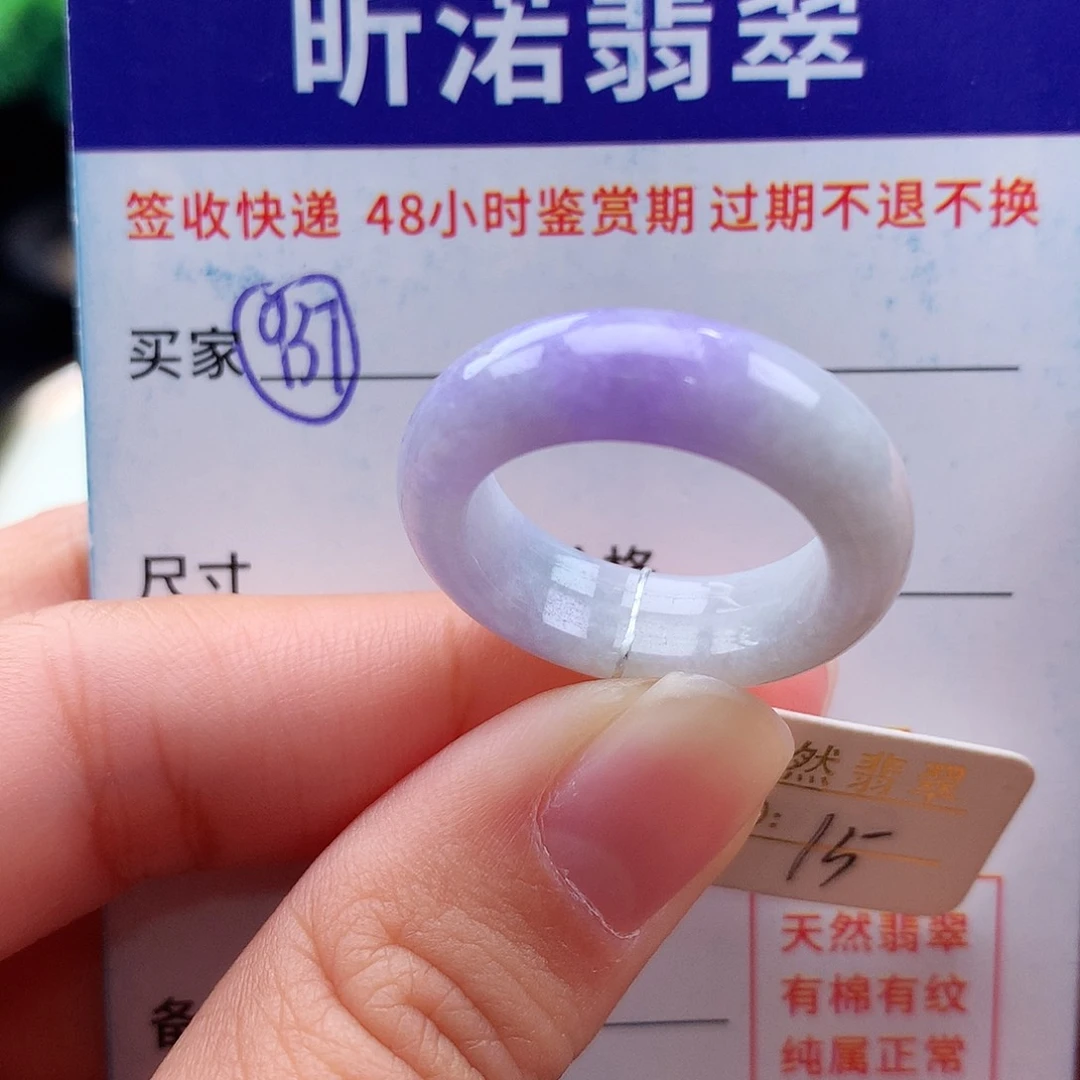 昕渃翡翠
签收快递 48小时鉴赏期 过期不退不换
买家
尺寸
格
然翡翠
15
天然翡翠
有棉有纹
纯属正常
备